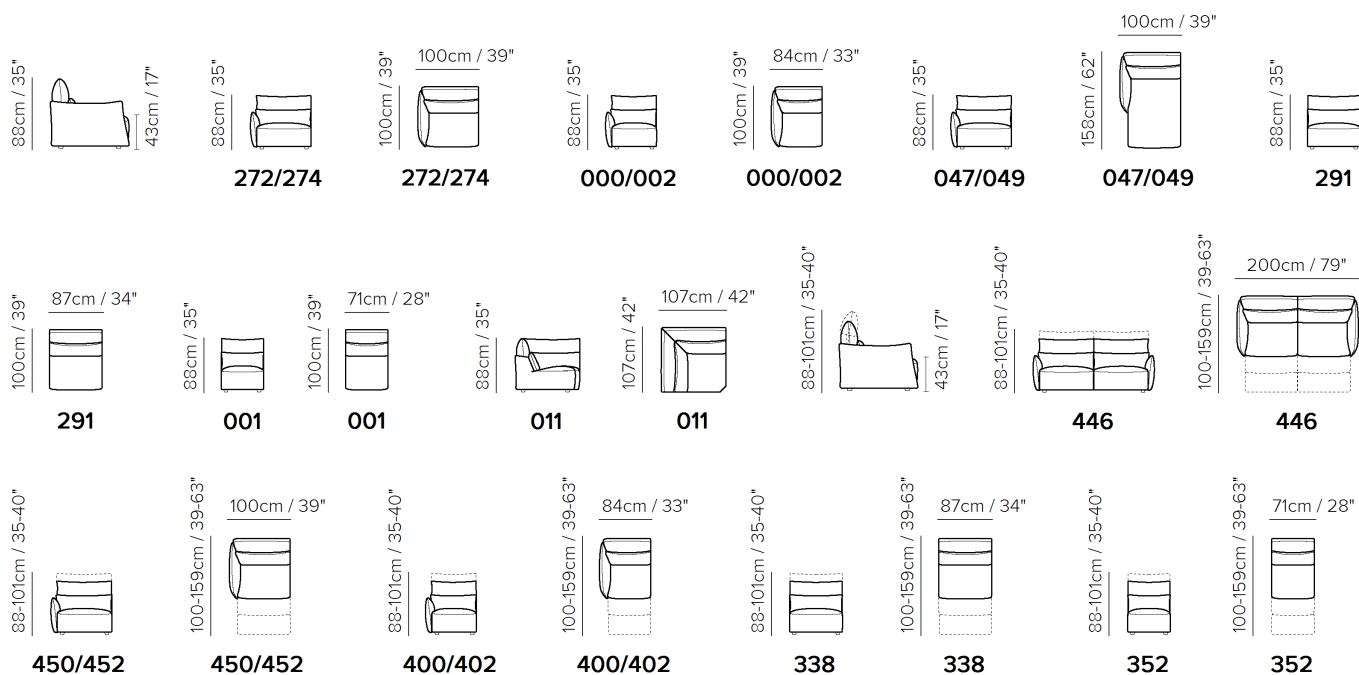 88cm / 35"
43cm / 17"
88cm / 35"
272/274
100cm / 39"
100cm / 39"
272/274
88cm / 35"
000/002
100cm / 39"
84cm / 33"
000/002
88cm / 35"
047/049
158cm / 62"
100cm / 39"
047/049
88cm / 35"
291
100cm / 39"
87cm / 34"
291
88cm / 35"
001
100cm / 39"
71cm / 28"
001
88cm / 35"
011
107cm / 42"
107cm / 42"
011
88-101cm / 35-40"
43cm / 17"
88-101cm / 35-40"
446
100-159cm / 39-63"
200cm / 79"
446
88-101cm / 35-40"
450/452
100-159cm / 39-63"
100cm / 39"
450/452
88-101cm / 35-40"
400/402
100-159cm / 39-63"
84cm / 33"
400/402
88-101cm / 35-40"
338
100-159cm / 39-63"
87cm / 34"
338
88-101cm / 35-40"
352
100-159cm / 39-63"
71cm / 28"
352